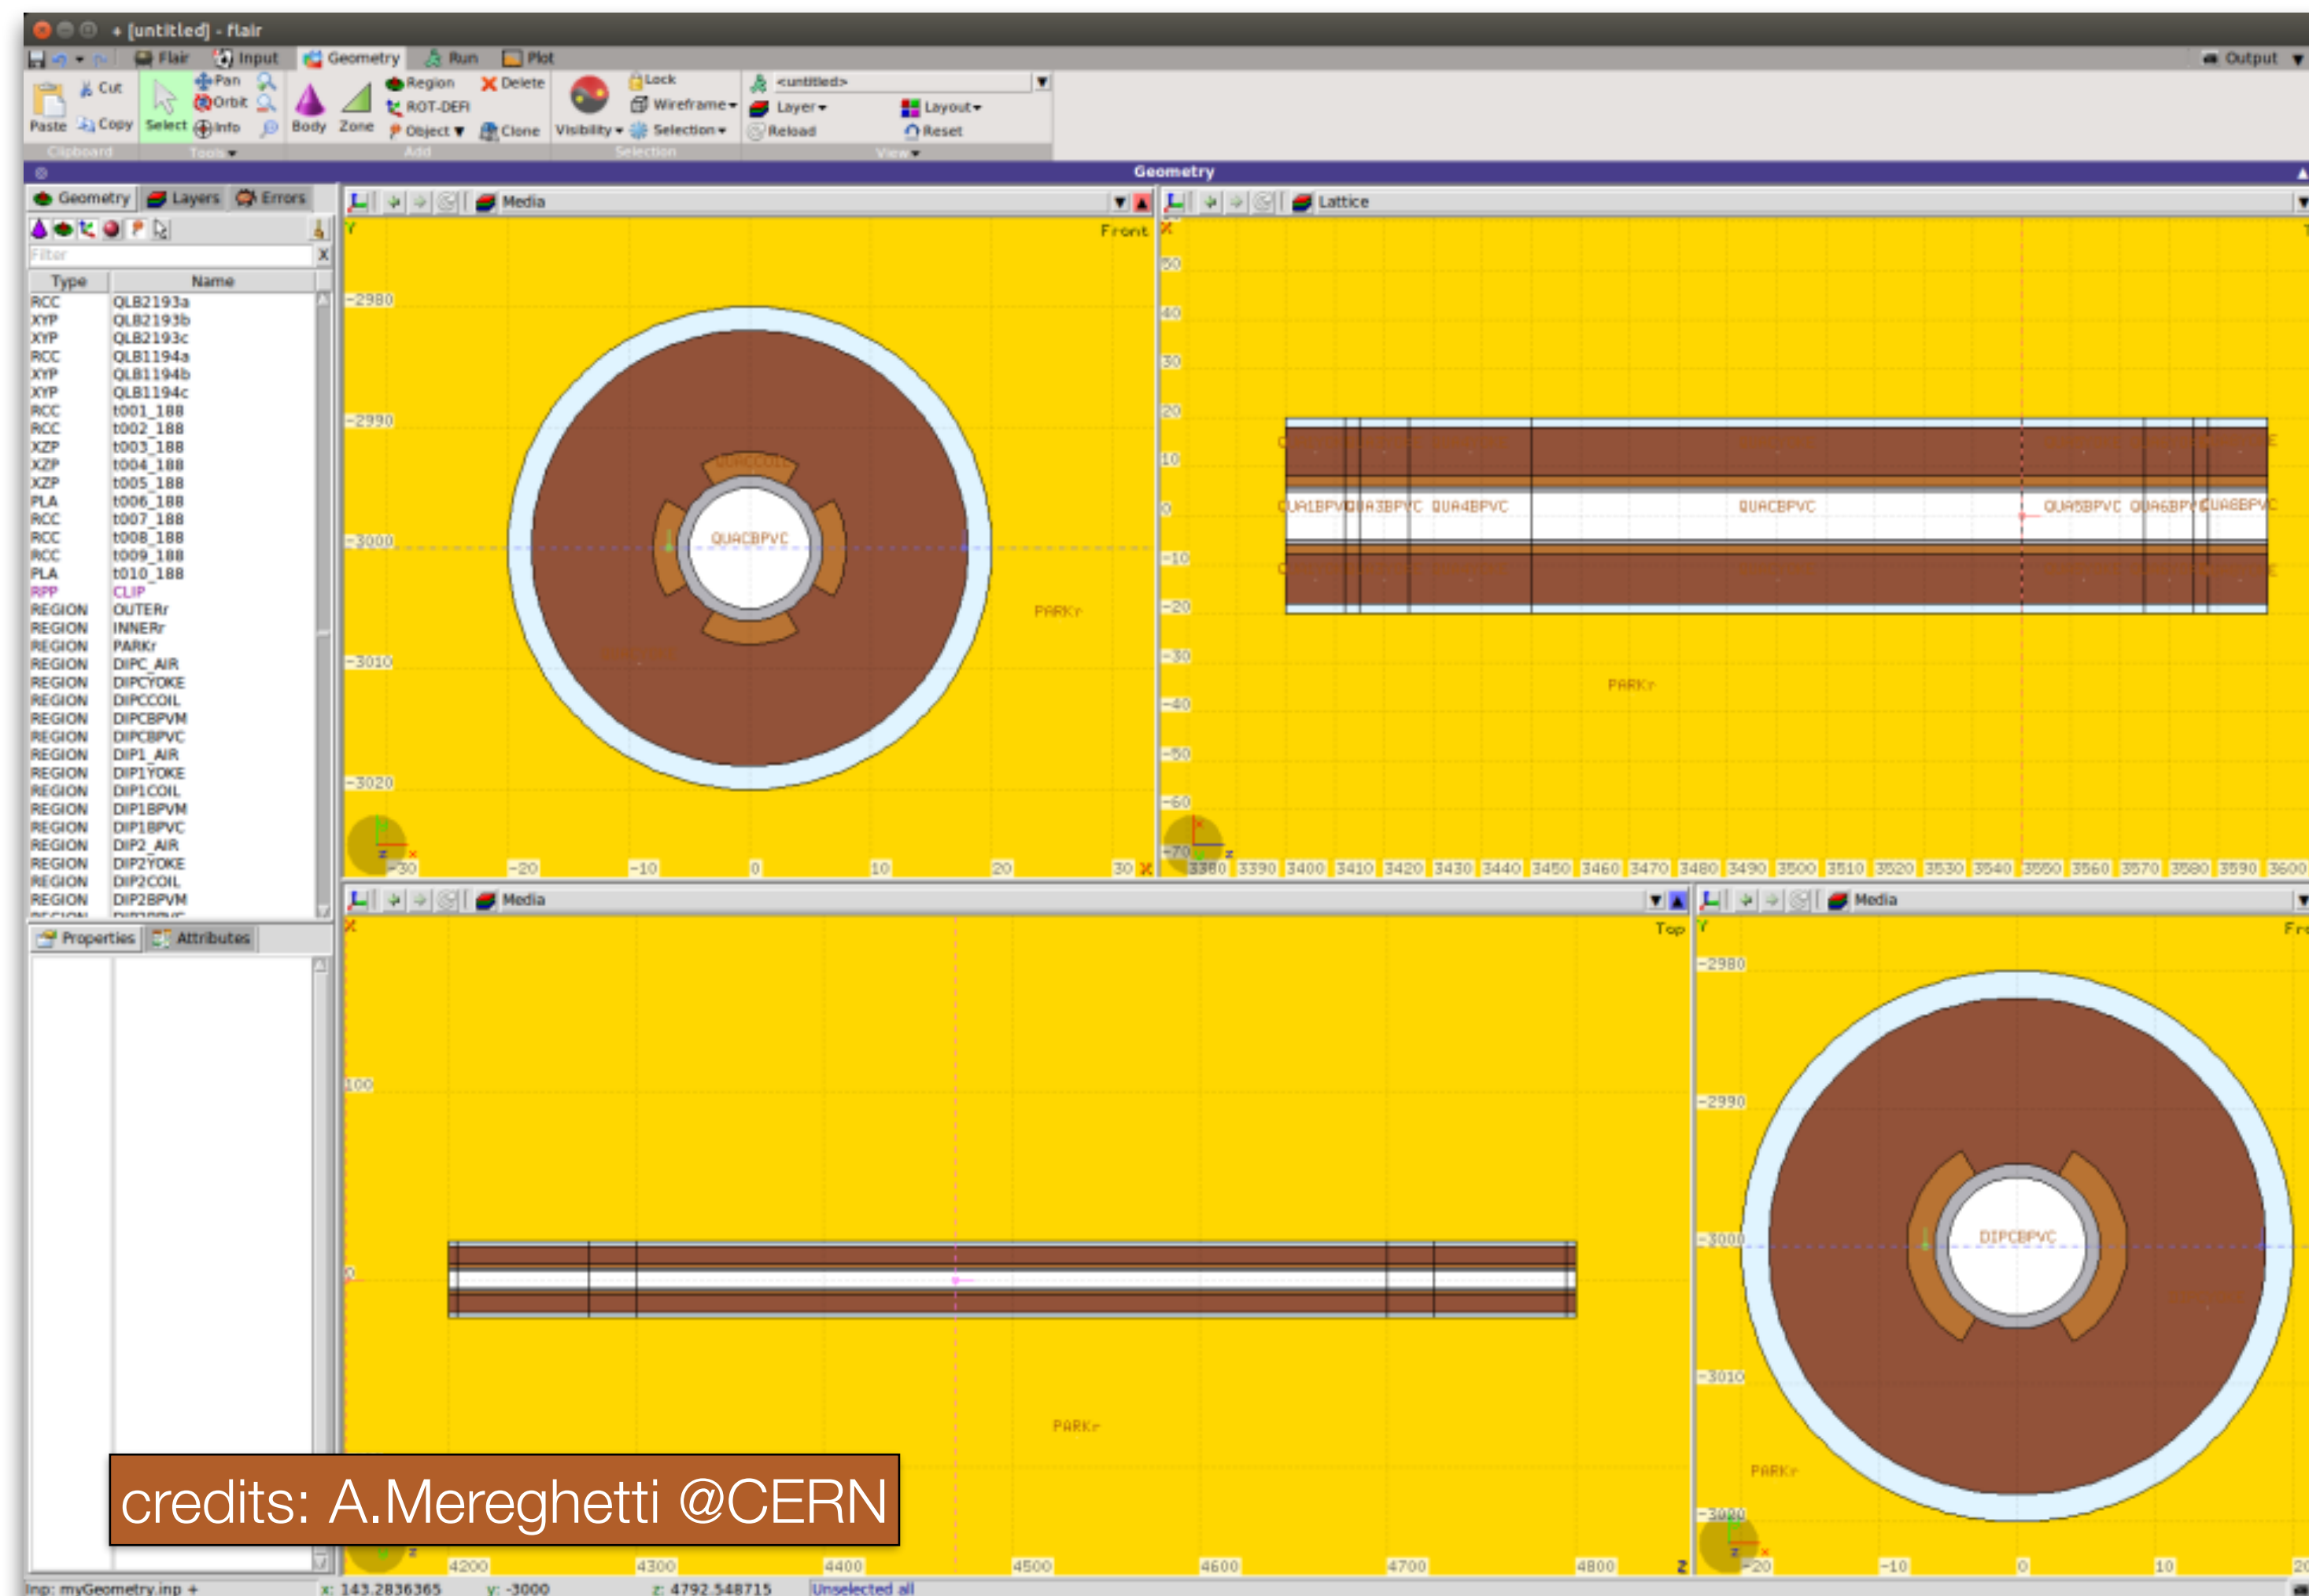 + [untitled] - flair
Flair Input Geometry Run Plot Output
Paste Cut Copy Clipboard
Select Pan Orbit Info Tools
Body Zone Region ROT-DEFI Object Delete Clone Add
Visibility Lock Wireframe Selection Selection
<untitled> Layer Reload Layout Reset View
Geometry
Geometry Layers Errors
Filter X
Type Name
RCC QLB2193a
XYP QLB2193b
XYP QLB2193c
RCC QLB1194a
XYP QLB1194b
XYP QLB1194c
RCC t001_188
RCC t002_188
XZP t003_188
XZP t004_188
XZP t005_188
PLA t006_188
RCC t007_188
RCC t008_188
RCC t009_188
PLA t010_188
RPP CLIP
REGION OUTERr
REGION INNERr
REGION PARKr
REGION DIPC_AIR
REGION DIPCYOKE
REGION DIPCCOIL
REGION DIPCBPVM
REGION DIPCBPVC
REGION DIP1_AIR
REGION DIP1YOKE
REGION DIP1COIL
REGION DIP1BPVM
REGION DIP1BPVC
REGION DIP2_AIR
REGION DIP2YOKE
REGION DIP2COIL
REGION DIP2BPVM
Properties Attributes
Media
Y Front
-2980
-2990
-3000
-3010
-3020
QUACCOIL
QUACBPVC
PARKr
z x
-30 -20 -10 0 10 20 30 X
Lattice
X
50
40
30
20
10
0
-10
-20
-30
-40
-50
-60
-70
QUA1BPVC QUA3BPVC QUA4BPVC QUACBPVC QUA5BPVC QUA6BPVC QUA8BPVC
PARKr
x z
3380 3390 3400 3410 3420 3430 3440 3450 3460 3470 3480 3490 3500 3510 3520 3530 3540 3550 3560 3570 3580 3590 3600
Media
X Top
100
0
PARKr
z
4200 4300 4400 4500 4600 4700 4800 Z
Media
Y
-2980
-2990
-3000
-3010
-3020
DIPCBPVC
PARKr
z x
-20 -10 0 10
credits: A.Mereghetti @CERN
Inp: myGeometry.inp + x: 143.2836365 y: -3000 z: 4792.548715 Unselected all